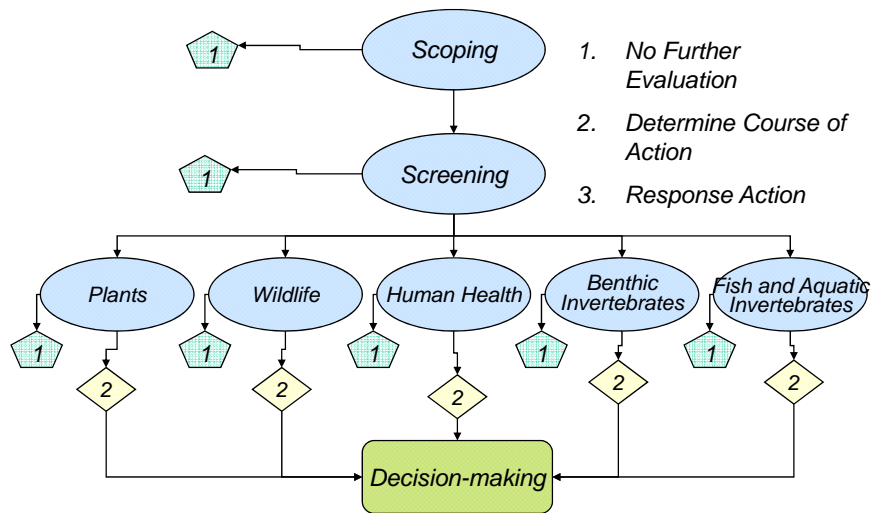 Scoping
1
1. No Further
Evaluation
2. Determine Course of
Action
3. Response Action
Screening
1
Plants
Wildlife
Human Health
Benthic
Invertebrates
Fish and Aquatic
Invertebrates
1
1
1
1
1
2
2
2
2
2
Decision-making